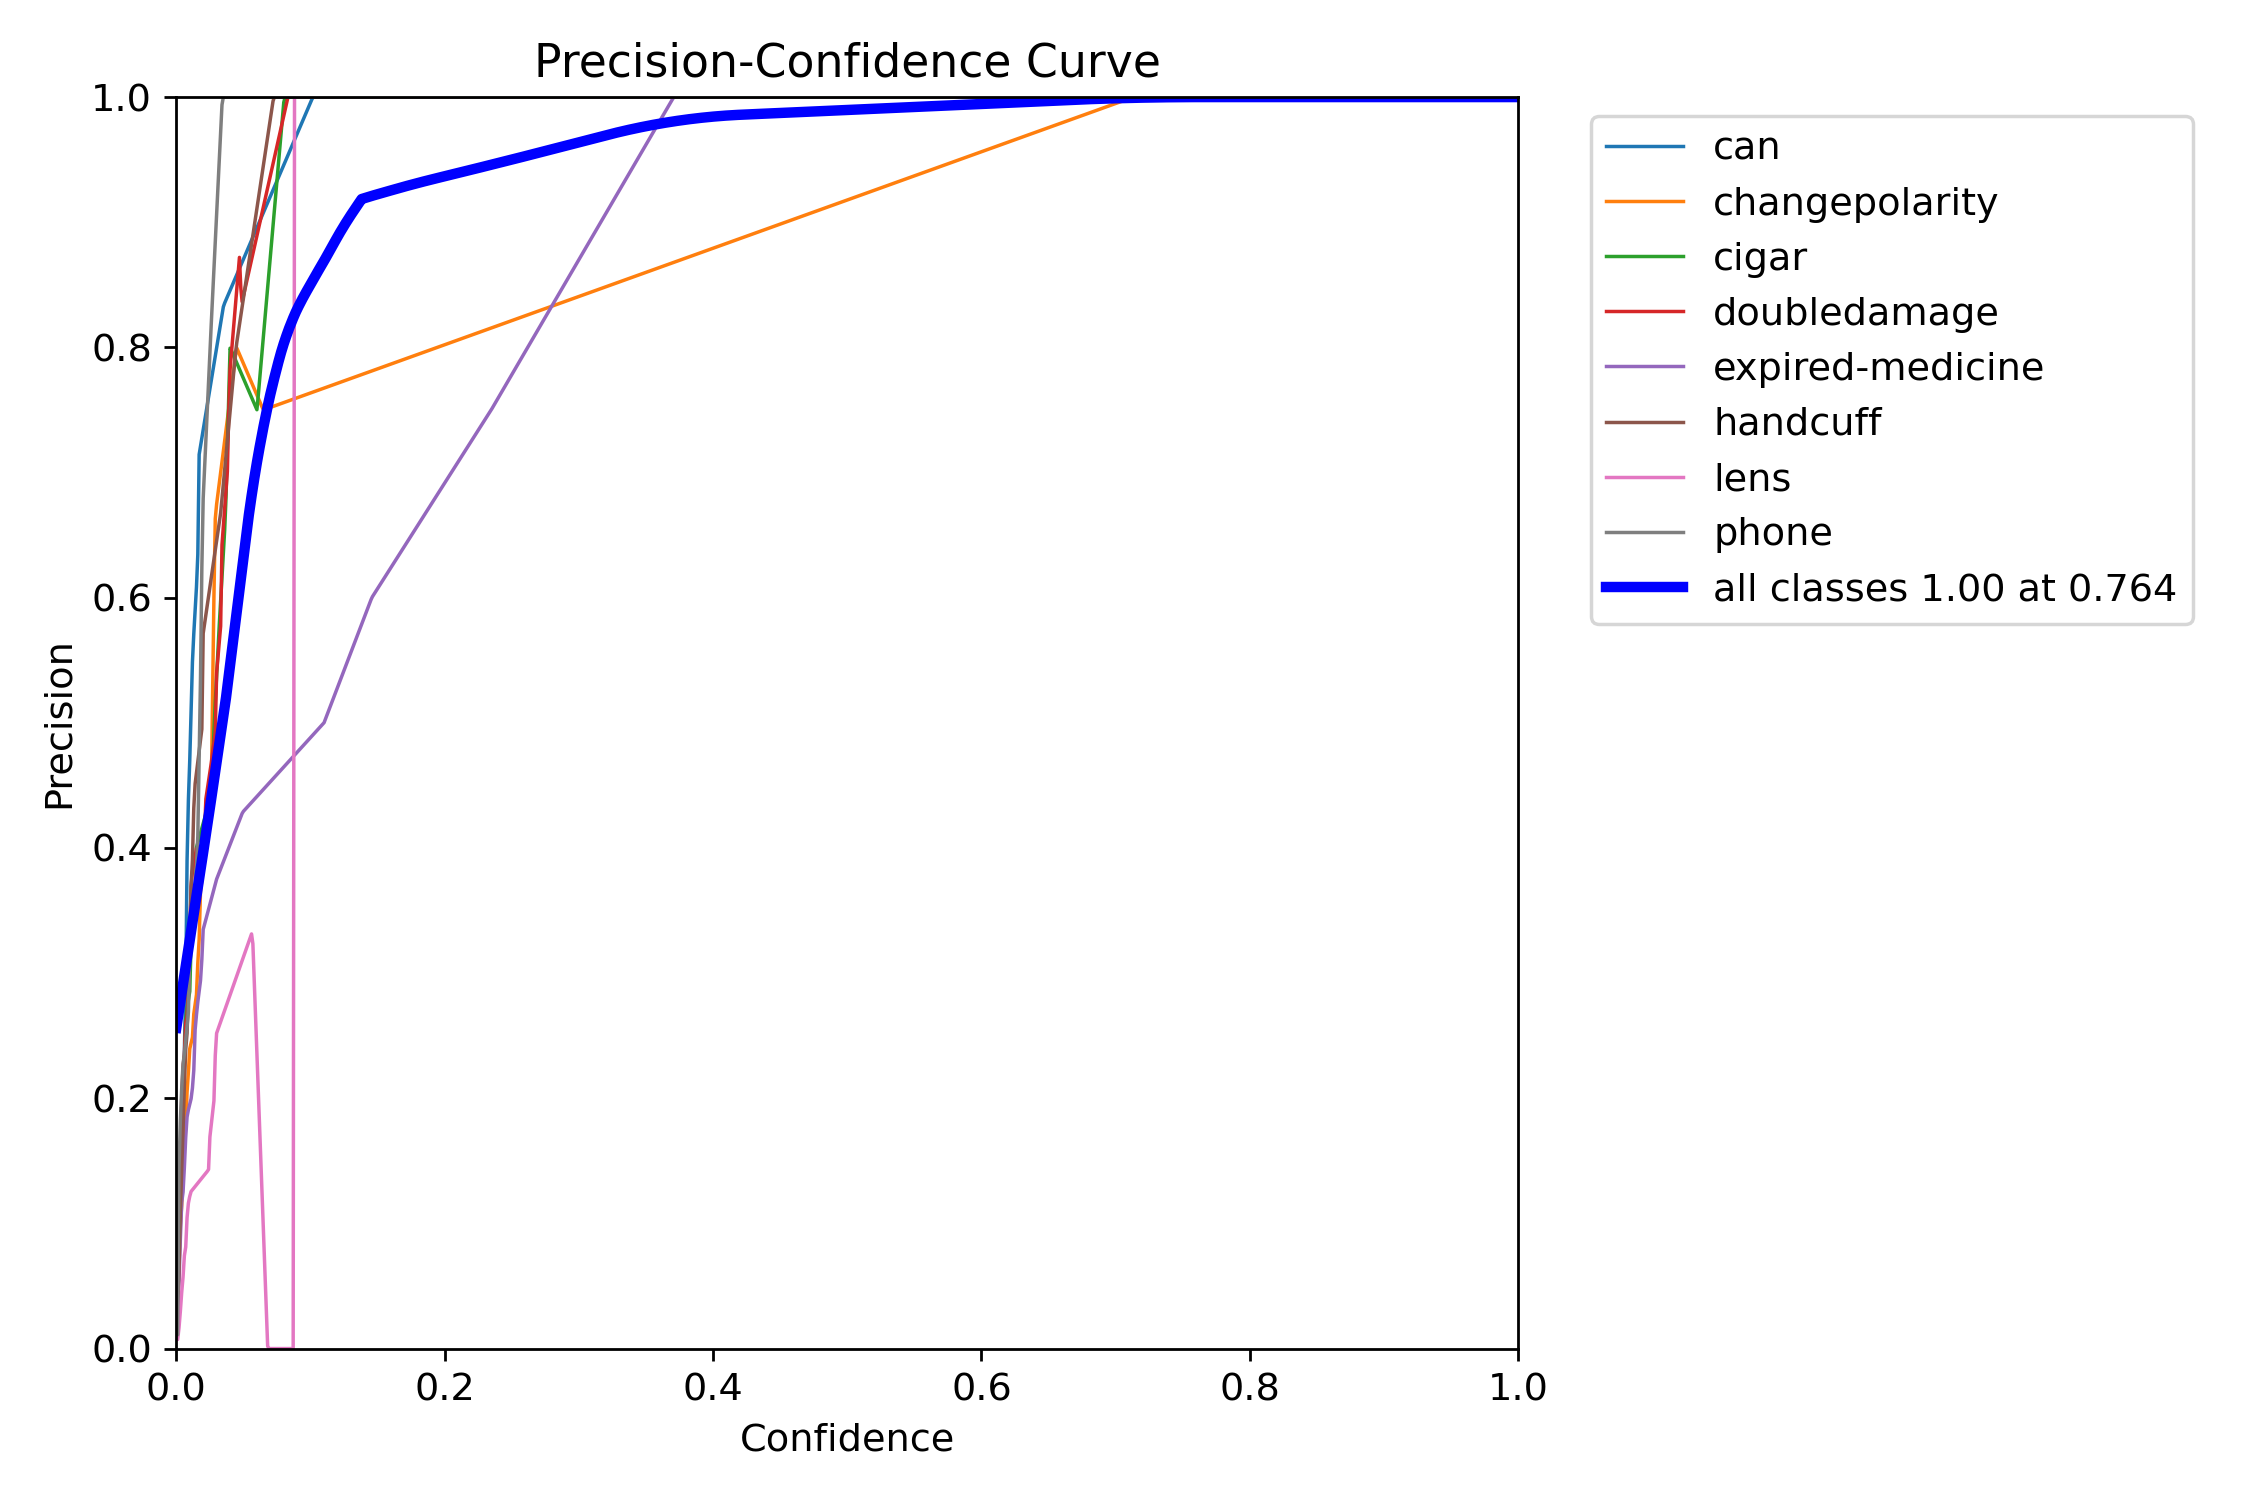 Precision-Confidence Curve
1.0
0.8
0.6
0.4
0.2
0.0
Precision
0.0 0.2 0.4 0.6 0.8 1.0
Confidence
can
changepolarity
cigar
doubledamage
expired-medicine
handcuff
lens
phone
all classes 1.00 at 0.764